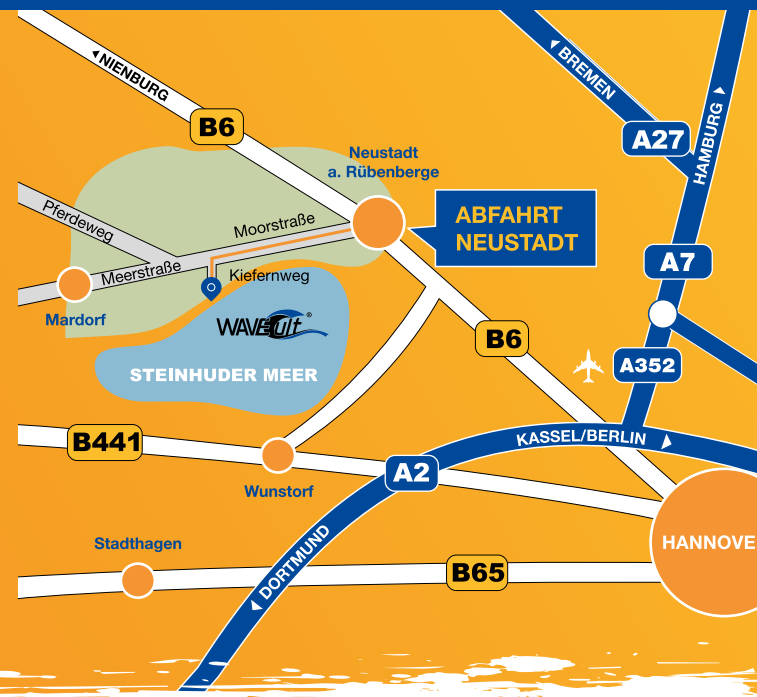 BREMEN
NIENBURG
HAMBURG
B6
A27
Neustadt
a. Rübenberge
Pferdeweg
Moorstraße
ABFAHRT
NEUSTADT
Meerstraße
Kiefernweg
A7
Mardorf
WAVECult®
B6
A352
STEINHUDER MEER
B441
KASSEL/BERLIN
A2
Wunstorf
Stadthagen
HANNOVE
B65
DORTMUND